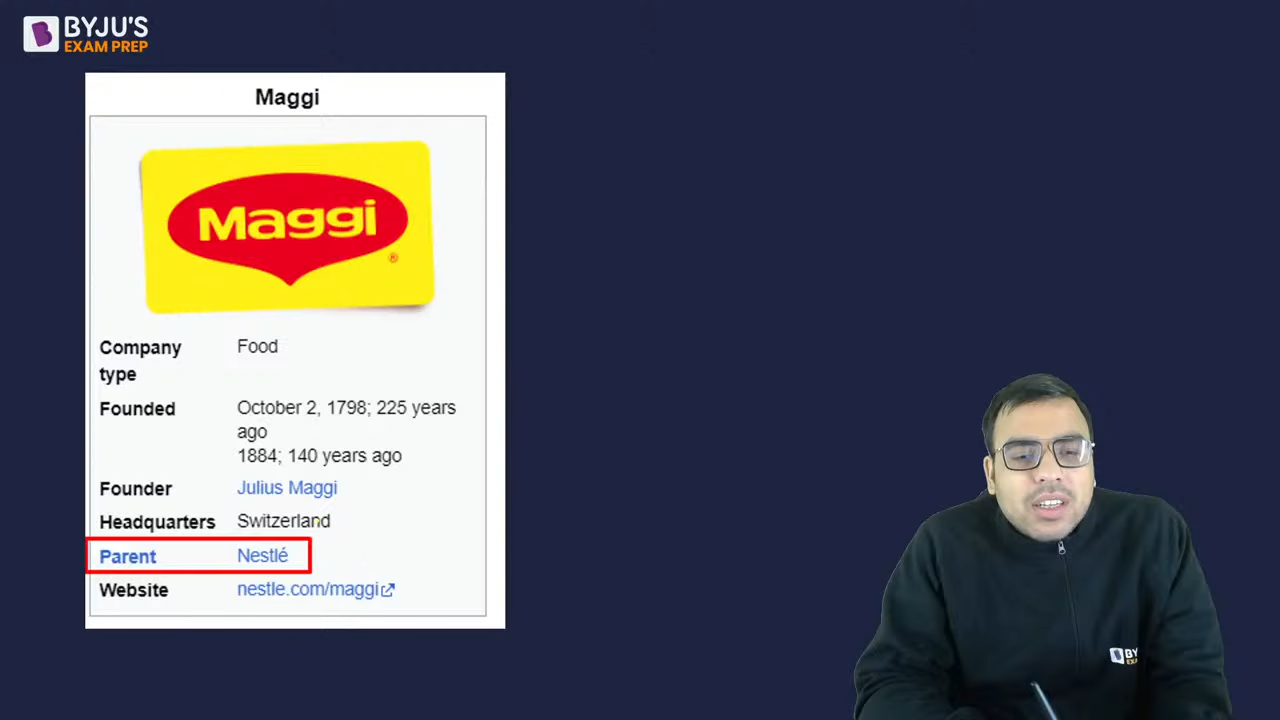 BYJU'S
EXAM PREP
Maggi
Maggi
®
Company type Food
Founded October 2, 1798; 225 years ago
1884; 140 years ago
Founder Julius Maggi
Headquarters Switzerland
Parent Nestlé
Website nestle.com/maggi
BY